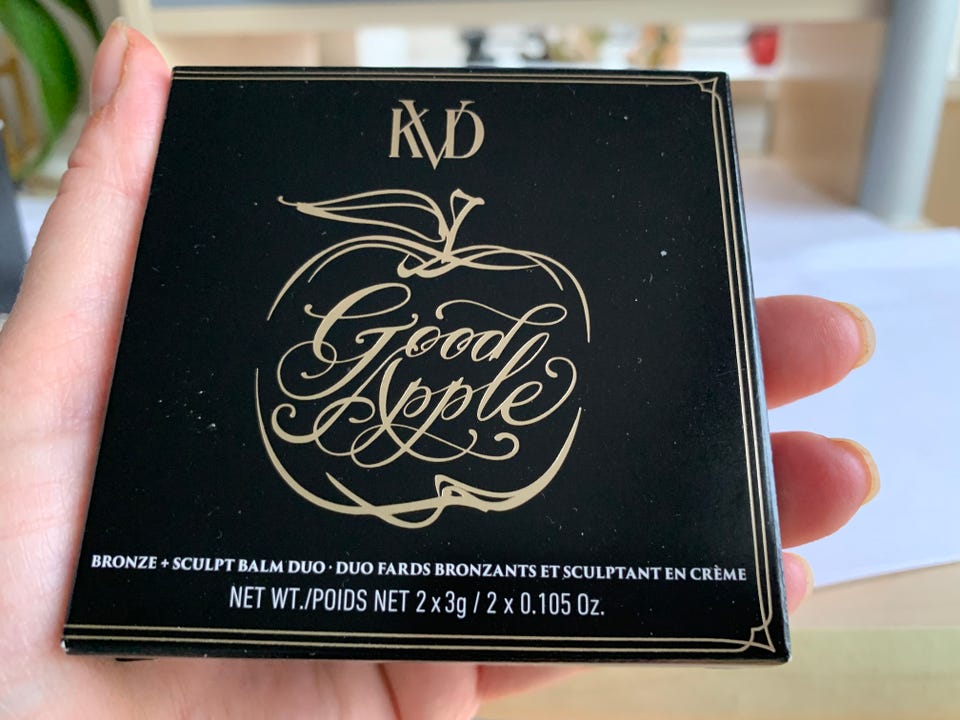 KVD
Good
Apple
BRONZE + SCULPT BALM DUO · DUO FARDS BRONZANTS ET SCULPTANT EN CRÈME
NET WT./POIDS NET 2 x 3g / 2 x 0.105 Oz.